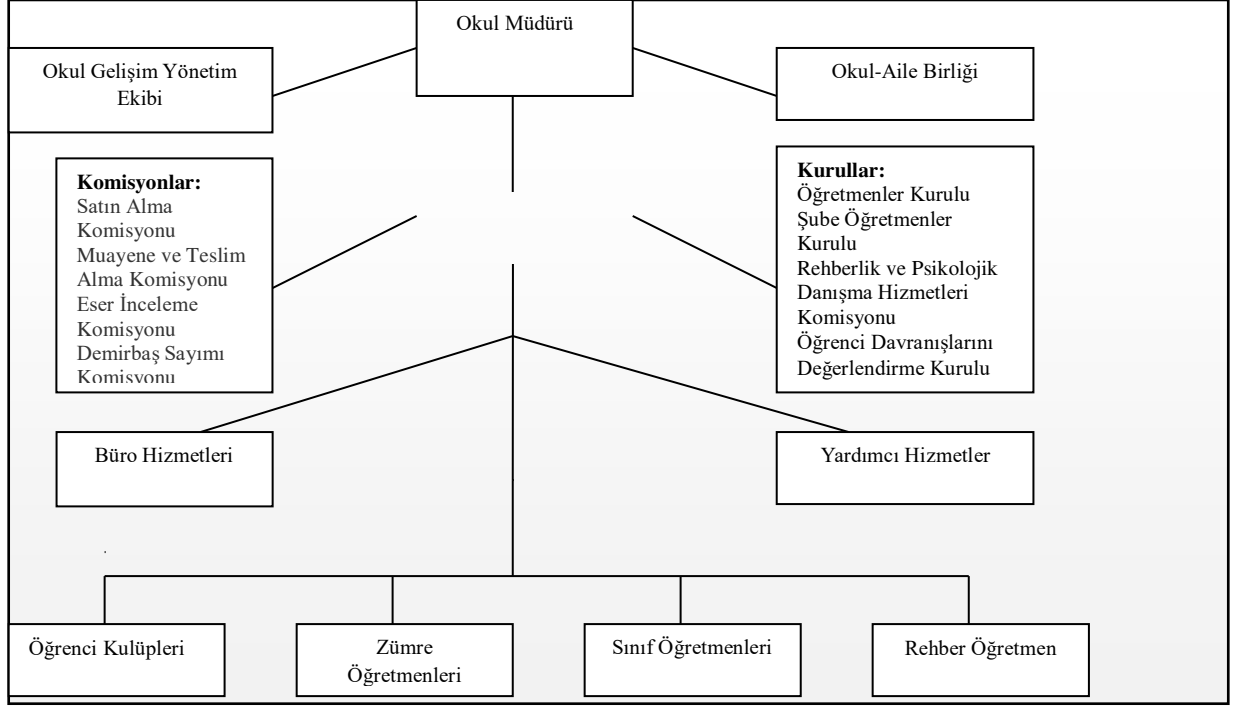 Okul Müdürü
Okul Gelişim Yönetim
Ekibi
Okul-Aile Birliği
Komisyonlar:
Satın Alma
Komisyonu
Muayene ve Teslim
Alma Komisyonu
Eser İnceleme
Komisyonu
Demirbaş Sayımı
Komisyonu
Kurullar:
Öğretmenler Kurulu
Şube Öğretmenler
Kurulu
Rehberlik ve Psikolojik
Danışma Hizmetleri
Komisyonu
Öğrenci Davranışlarını
Değerlendirme Kurulu
Büro Hizmetleri
Yardımcı Hizmetler
Öğrenci Kulüpleri
Zümre
Öğretmenleri
Sınıf Öğretmenleri
Rehber Öğretmen